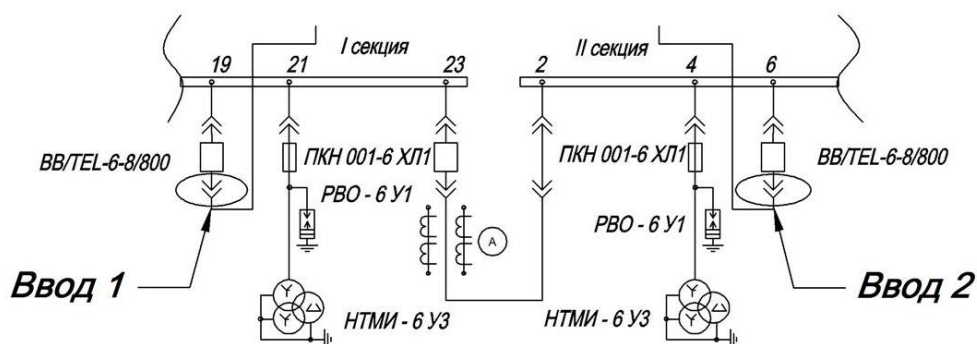 I секция
II секция
19
21
23
2
4
6
ВВ/TEL-6-8/800
ПКН 001-6 ХЛ1
ПКН 001-6 ХЛ1
ВВ/TEL-6-8/800
РВО - 6 У1
РВО - 6 У1
А
Ввод 1
Ввод 2
НТМИ - 6 У3
НТМИ - 6 У3